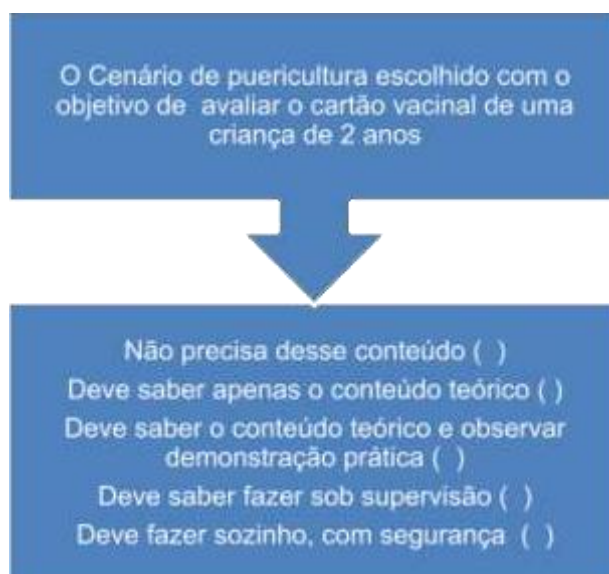 O Cenário de puericultura escolhido com o
objetivo de avaliar o cartão vacinal de uma
criança de 2 anos
Não precisa desse conteúdo ( )
Deve saber apenas o conteúdo teórico ( )
Deve saber o conteúdo teórico e observar
demonstração prática ( )
Deve saber fazer sob supervisão ( )
Deve fazer sozinho, com segurança ( )